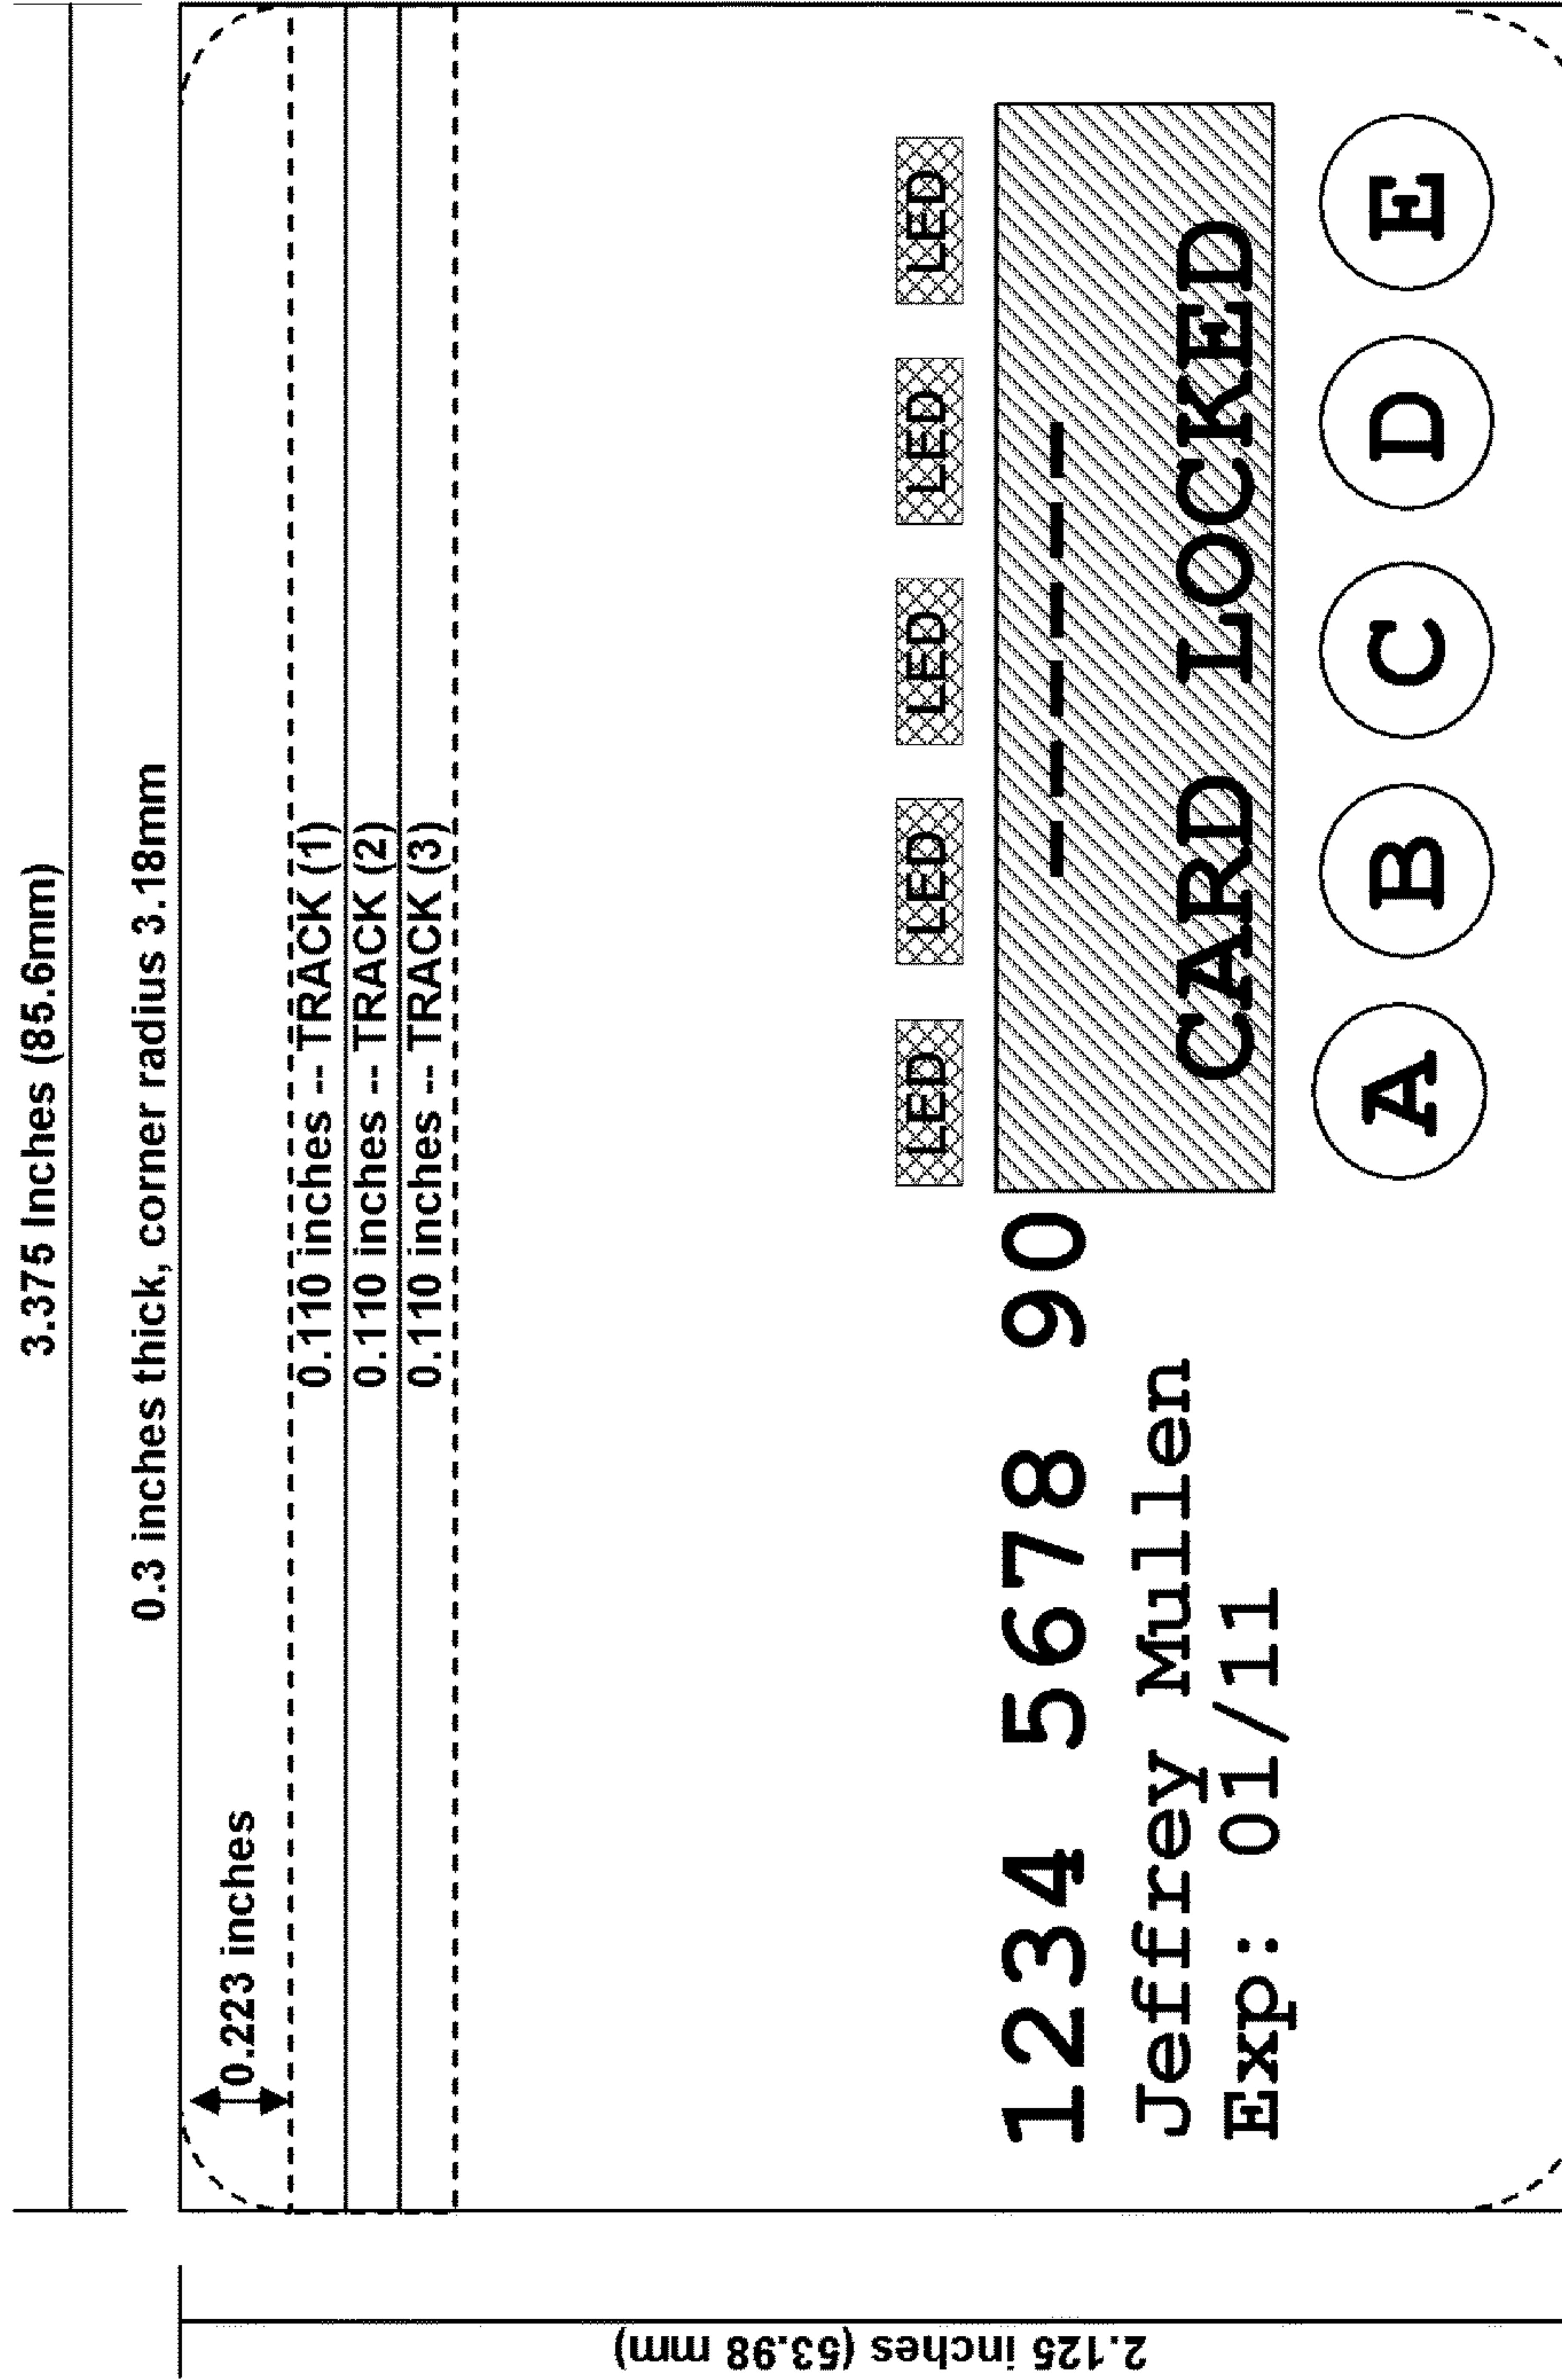 3.375 Inches (85.6mm)
0.3 inches thick, corner radius 3.18mm
0.223 inches
0.110 inches -- TRACK (1)
0.110 inches -- TRACK (2)
0.110 inches -- TRACK (3)
2.125 inches (53.98 mm)
LED LED LED LED LED
1234 5678 90 ------
Jeffrey Mullen
CARD LOCKED
Exp: 01/11
A B C D E